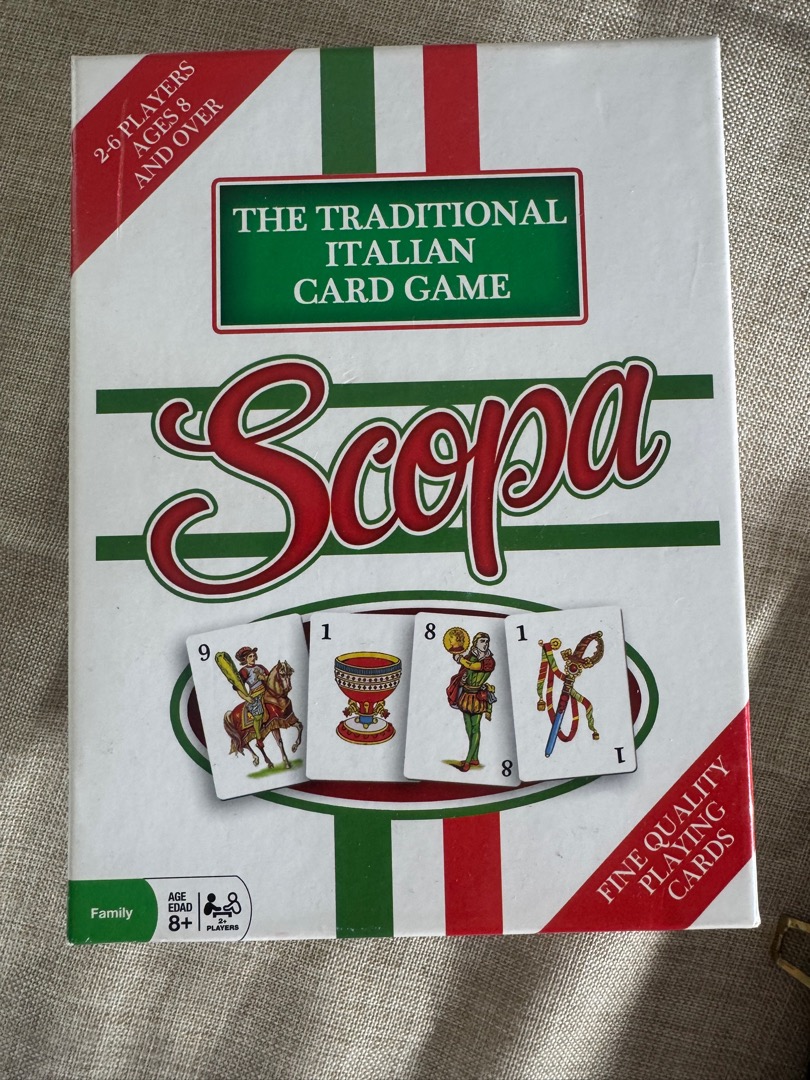 2-6 PLAYERS
AGES 8
AND OVER
THE TRADITIONAL
ITALIAN
CARD GAME
Scopa
9
1
8
8
1
1
FINE QUALITY
PLAYING
CARDS
Family
AGE
EDAD
8+
2+
PLAYERS